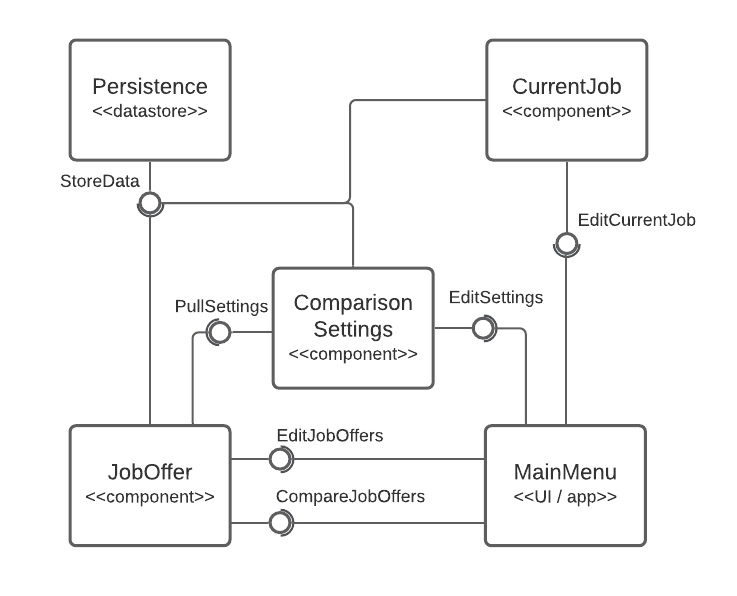 Persistence
<<datastore>>
CurrentJob
<<component>>
StoreData
EditCurrentJob
PullSettings
Comparison
Settings
<<component>>
EditSettings
EditJobOffers
JobOffer
<<component>>
CompareJobOffers
MainMenu
<<UI / app>>